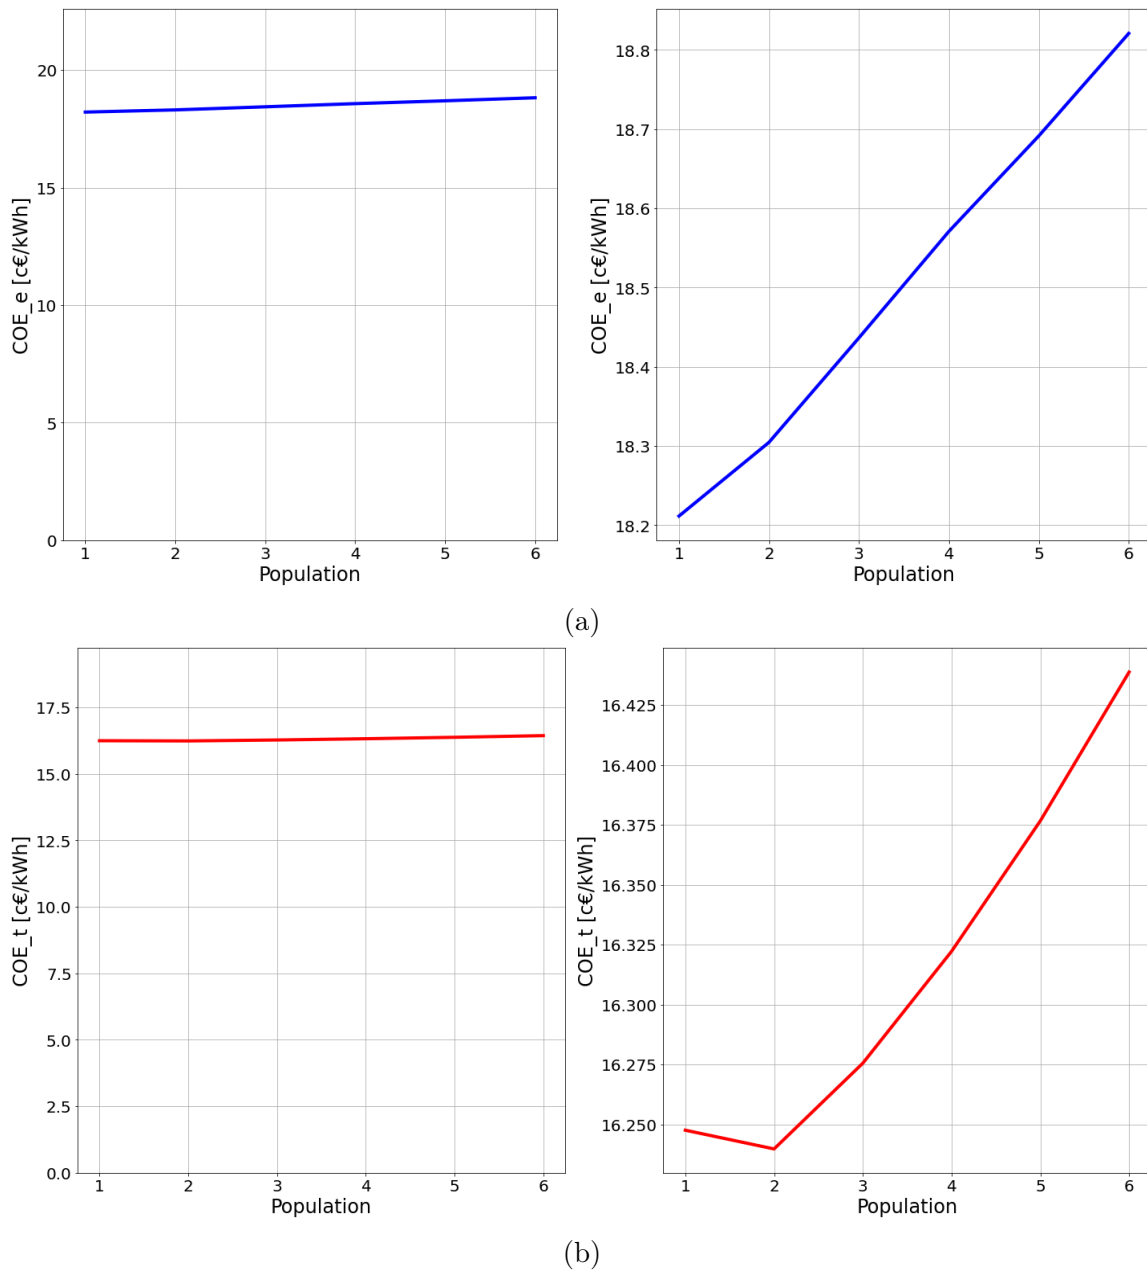 20
15
10
5
0
COE_e [c€/kWh]
1 2 3 4 5 6
Population
18.8
18.7
18.6
18.5
18.4
18.3
18.2
COE_e [c€/kWh]
1 2 3 4 5 6
Population
(a)
17.5
15.0
12.5
10.0
7.5
5.0
2.5
0.0
COE_t [c€/kWh]
1 2 3 4 5 6
Population
16.425
16.400
16.375
16.350
16.325
16.300
16.275
16.250
COE_t [c€/kWh]
1 2 3 4 5 6
Population
(b)